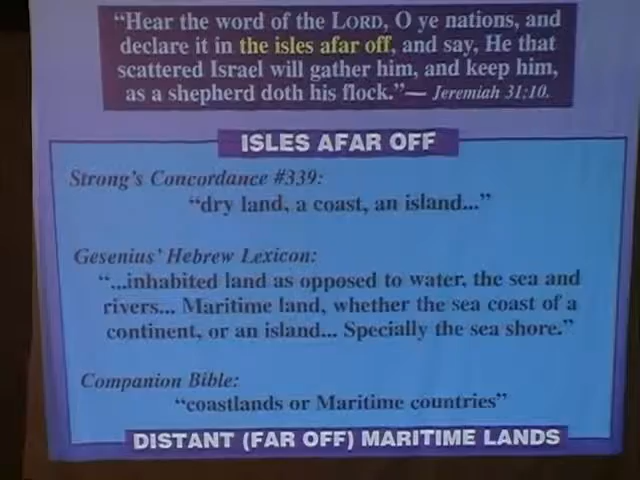 “Hear the word of the LORD, O ye nations, and
declare it in the isles afar off, and say, He that
scattered Israel will gather him, and keep him,
as a shepherd doth his flock.”— Jeremiah 31:10.
ISLES AFAR OFF
Strong's Concordance #339:
“dry land, a coast, an island...”
Gesenius' Hebrew Lexicon:
“...inhabited land as opposed to water, the sea and
rivers... Maritime land, whether the sea coast of a
continent, or an island... Specially the sea shore.”
Companion Bible:
“coastlands or Maritime countries”
DISTANT (FAR OFF) MARITIME LANDS